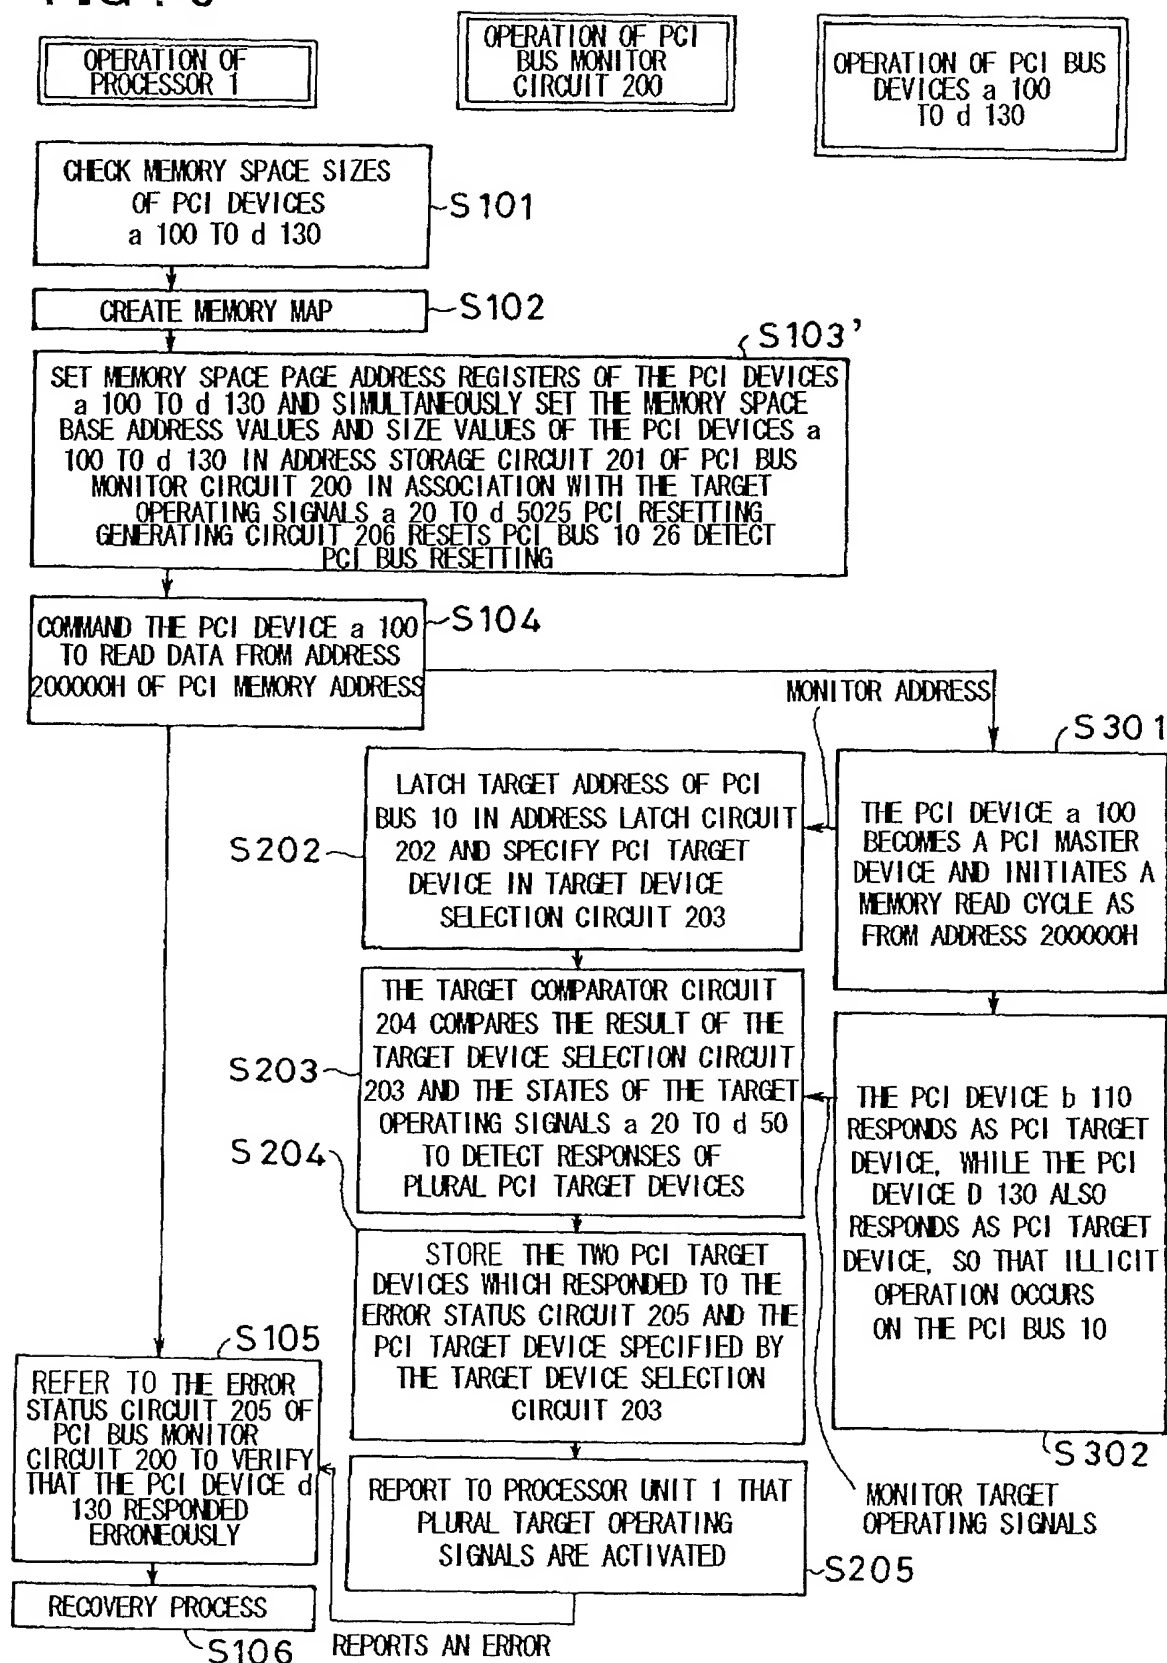 OPERATION OF
PROCESSOR 1
OPERATION OF PCI
BUS MONITOR
CIRCUIT 200
OPERATION OF PCI BUS
DEVICES a 100
TO d 130
CHECK MEMORY SPACE SIZES
OF PCI DEVICES
a 100 TO d 130
S101
CREATE MEMORY MAP
S102
S103'
SET MEMORY SPACE PAGE ADDRESS REGISTERS OF THE PCI DEVICES
a 100 TO d 130 AND SIMULTANEOUSLY SET THE MEMORY SPACE
BASE ADDRESS VALUES AND SIZE VALUES OF THE PCI DEVICES a
100 TO d 130 IN ADDRESS STORAGE CIRCUIT 201 OF PCI BUS
MONITOR CIRCUIT 200 IN ASSOCIATION WITH THE TARGET
OPERATING SIGNALS a 20 TO d 5025 PCI RESETTING
GENERATING CIRCUIT 206 RESETS PCI BUS 10 26 DETECT
PCI BUS RESETTING
COMMAND THE PCI DEVICE a 100
TO READ DATA FROM ADDRESS
200000H OF PCI MEMORY ADDRESS
S104
MONITOR ADDRESS
S301
THE PCI DEVICE a 100
BECOMES A PCI MASTER
DEVICE AND INITIATES A
MEMORY READ CYCLE AS
FROM ADDRESS 200000H
LATCH TARGET ADDRESS OF PCI
BUS 10 IN ADDRESS LATCH CIRCUIT
202 AND SPECIFY PCI TARGET
DEVICE IN TARGET DEVICE
SELECTION CIRCUIT 203
S202
THE TARGET COMPARATOR CIRCUIT
204 COMPARES THE RESULT OF THE
TARGET DEVICE SELECTION CIRCUIT
203 AND THE STATES OF THE TARGET
OPERATING SIGNALS a 20 TO d 50
TO DETECT RESPONSES OF
PLURAL PCI TARGET DEVICES
S203
THE PCI DEVICE b 110
RESPONDS AS PCI TARGET
DEVICE, WHILE THE PCI
DEVICE D 130 ALSO
RESPONDS AS PCI TARGET
DEVICE, SO THAT ILLICIT
OPERATION OCCURS
ON THE PCI BUS 10
S302
S204
STORE THE TWO PCI TARGET
DEVICES WHICH RESPONDED TO THE
ERROR STATUS CIRCUIT 205 AND THE
PCI TARGET DEVICE SPECIFIED BY
THE TARGET DEVICE SELECTION
CIRCUIT 203
S105
REFER TO THE ERROR
STATUS CIRCUIT 205 OF
PCI BUS MONITOR
CIRCUIT 200 TO VERIFY
THAT THE PCI DEVICE d
130 RESPONDED
ERRONEOUSLY
REPORT TO PROCESSOR UNIT 1 THAT
PLURAL TARGET OPERATING
SIGNALS ARE ACTIVATED
S205
MONITOR TARGET
OPERATING SIGNALS
RECOVERY PROCESS
S106
REPORTS AN ERROR